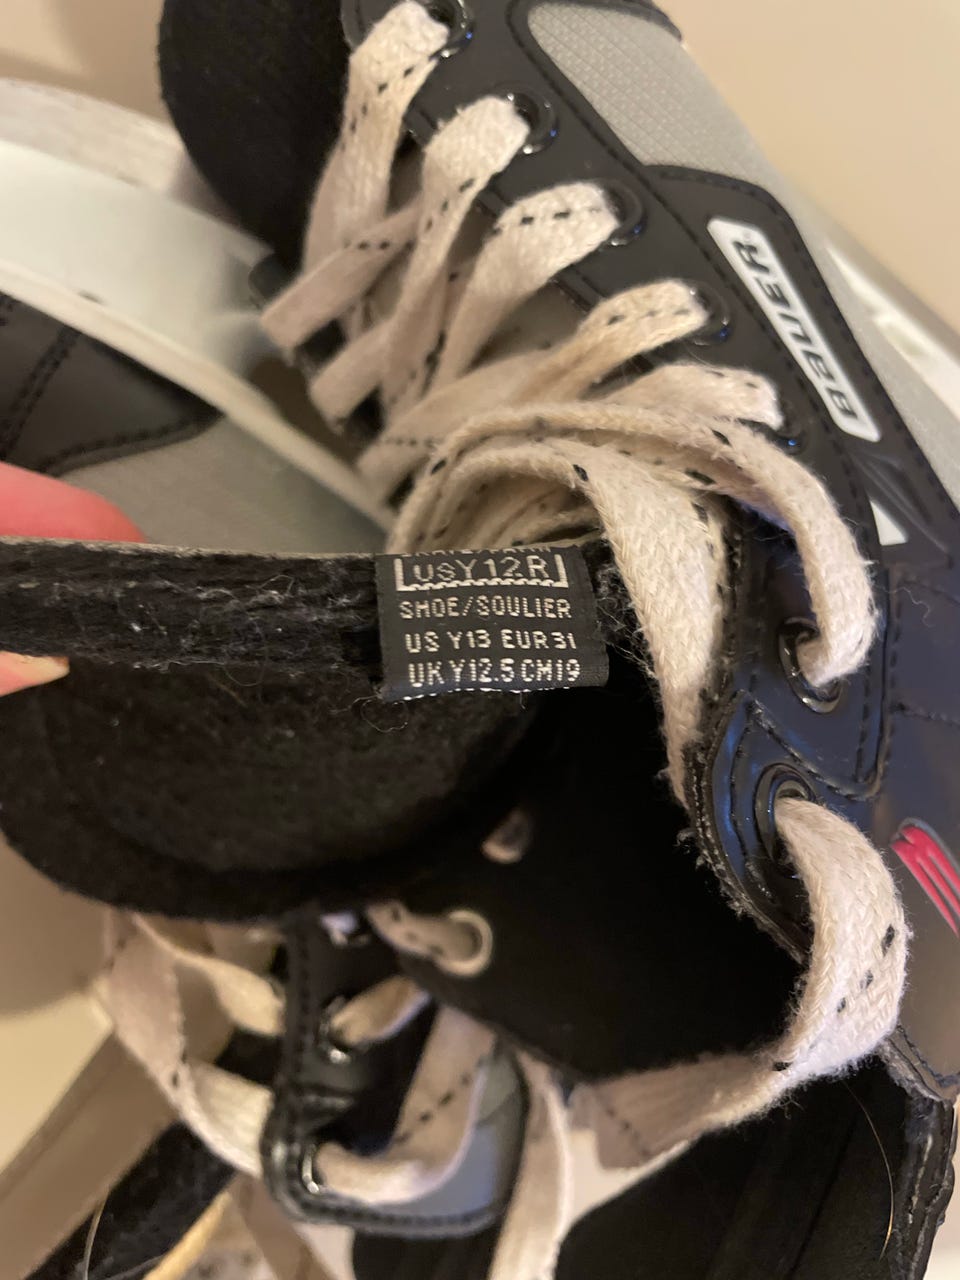 BAUER
USY12R
SHOE/SOULIER
US Y13 EUR31
UK Y12.5 CM19